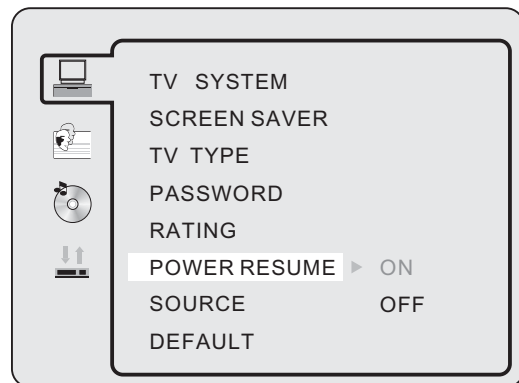 TV SYSTEM
SCREEN SAVER
TV TYPE
PASSWORD
RATING
POWER RESUME ▶ ON
SOURCE OFF
DEFAULT